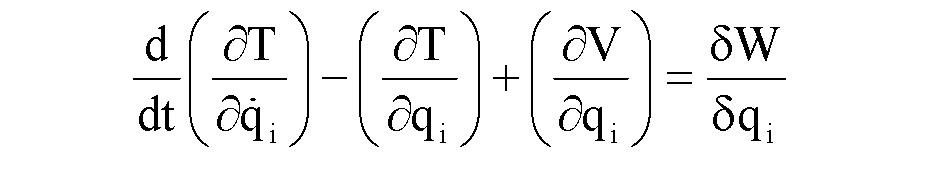 d/dt (∂T/∂q̇ᵢ) − (∂T/∂qᵢ) + (∂V/∂qᵢ) = δW/δqᵢ